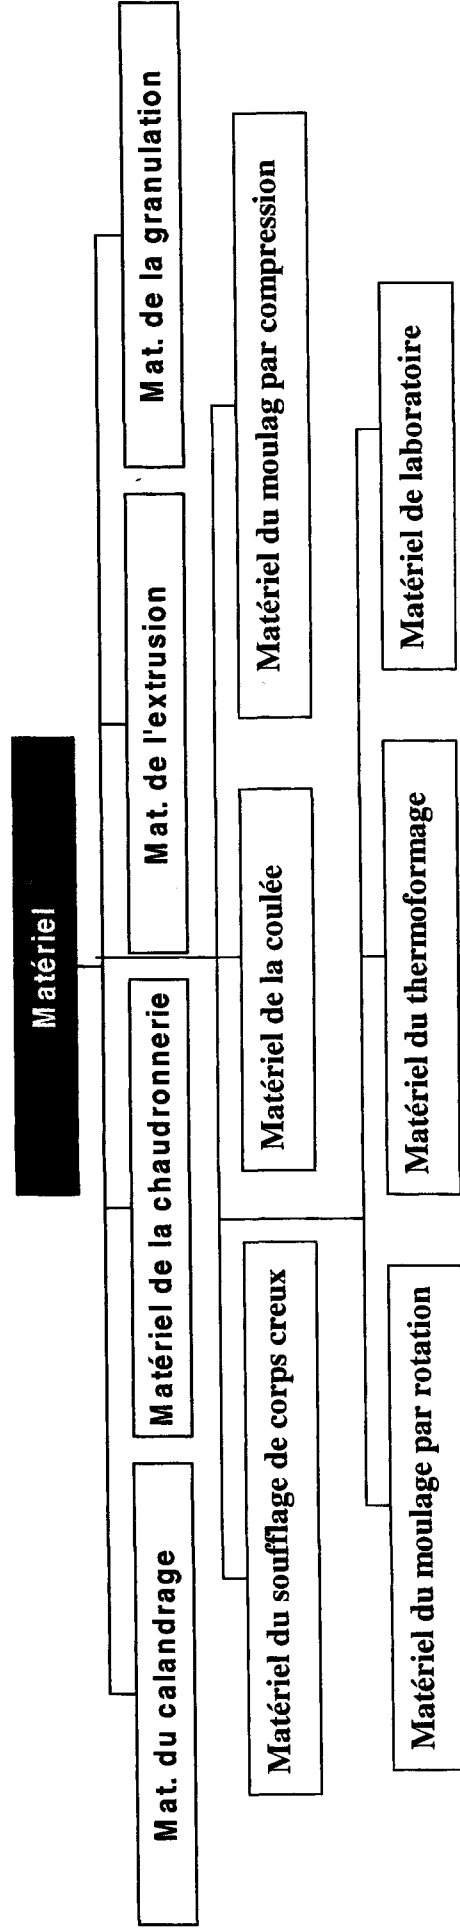 Matériel
Mat. du calandrage
Matériel de la chaudronnerie
Mat. de l'extrusion
Mat. de la granulation
Matériel du soufflage de corps creux
Matériel de la coulée
Matériel du moulag par compression
Matériel du moulage par rotation
Matériel du thermoformage
Matériel de laboratoire